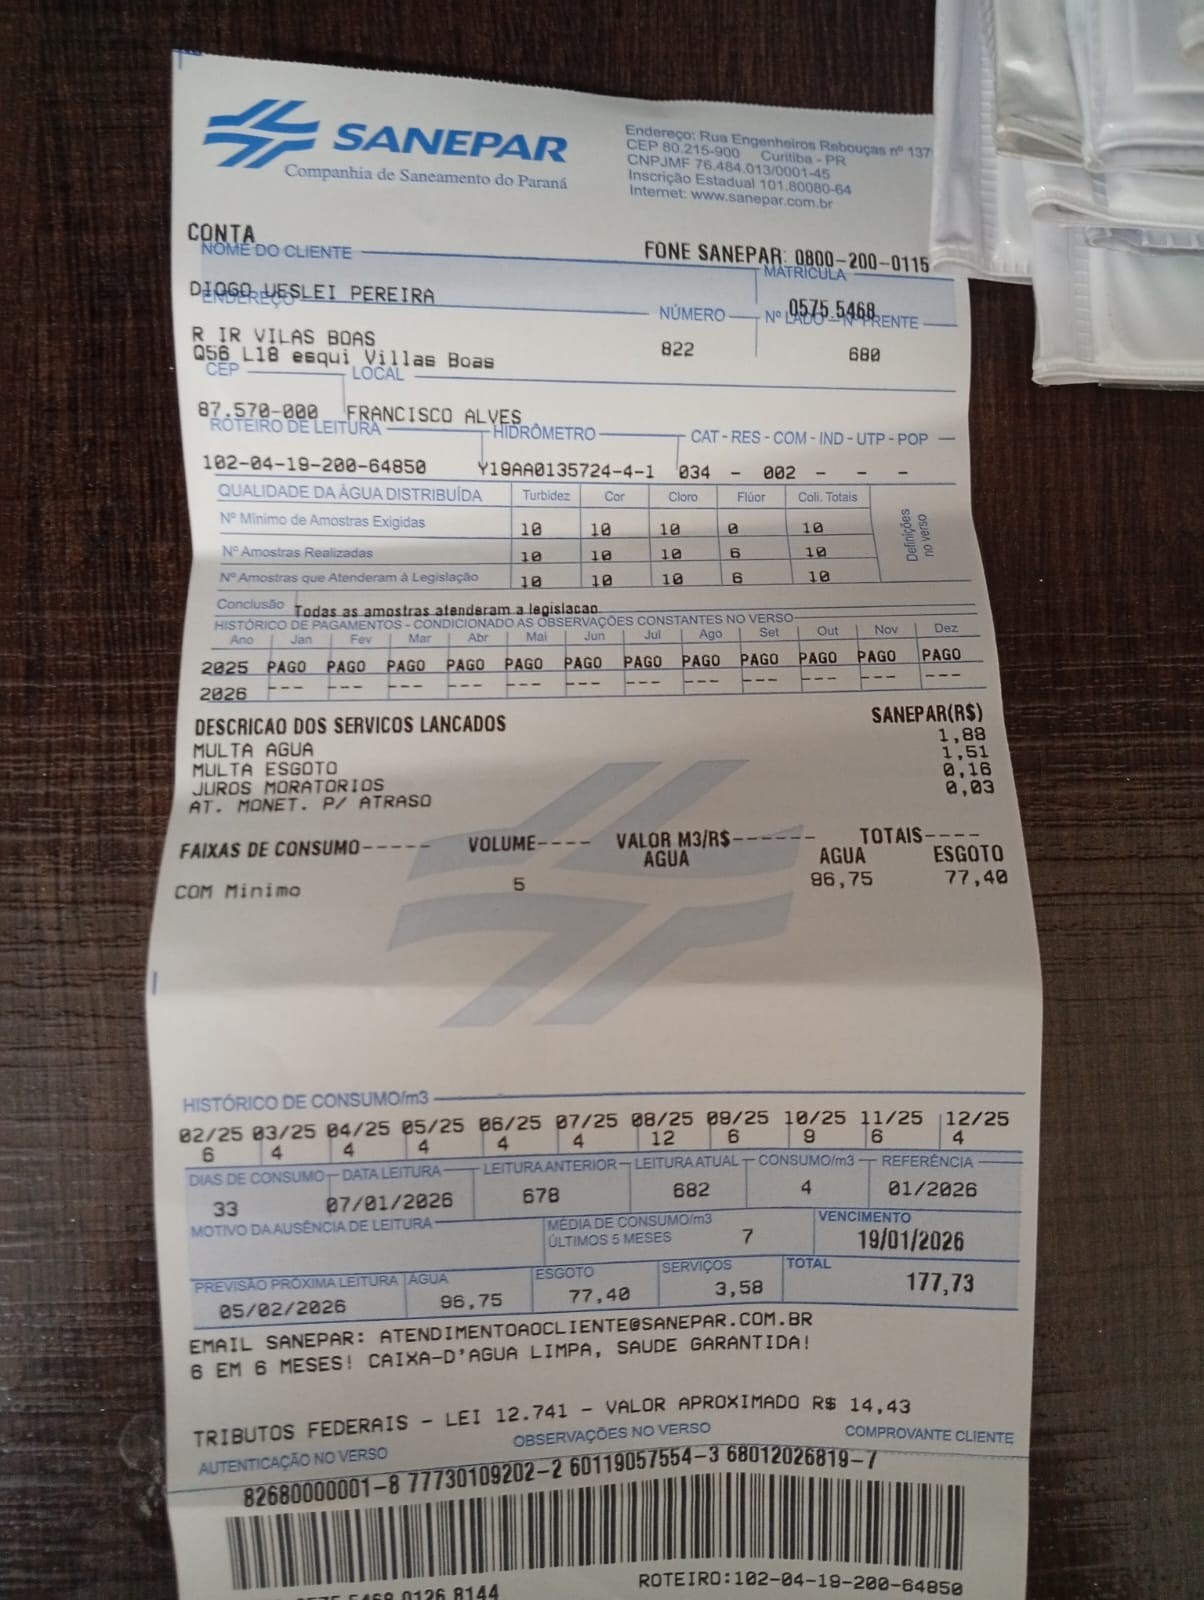 SANEPAR
Companhia de Saneamento do Paraná
Endereço: Rua Engenheiros Rebouças nº 137
CEP 80.215-900 Curitiba - PR
CNPJMF 76.484.013/0001-45
Inscrição Estadual 101.80080-64
Internet: www.sanepar.com.br
CONTA
FONE SANEPAR: 0800-200-0115
NOME DO CLIENTE MATRÍCULA
DIOGO UESLEI PEREIRA 0575.5468
ENDEREÇO NÚMERO Nº LADO - Nº FRENTE
R IR VILAS BOAS 822 680
Q56 L18 esqui Villas Boas
CEP LOCAL
87.570-000 FRANCISCO ALVES
ROTEIRO DE LEITURA HIDRÔMETRO CAT - RES - COM - IND - UTP - POP
102-04-19-200-64850 Y19AA0135724-4-1 034 - 002 - - -
QUALIDADE DA ÁGUA DISTRIBUÍDA Turbidez Cor Cloro Flúor Coli. Totais Definições no verso
Nº Mínimo de Amostras Exigidas 10 10 10 0 10
Nº Amostras Realizadas 10 10 10 6 10
Nº Amostras que Atenderam à Legislação 10 10 10 6 10
Conclusão Todas as amostras atenderam a legislacao
HISTÓRICO DE PAGAMENTOS - CONDICIONADO AS OBSERVAÇÕES CONSTANTES NO VERSO
Ano Jan Fev Mar Abr Mai Jun Jul Ago Set Out Nov Dez
2025 PAGO PAGO PAGO PAGO PAGO PAGO PAGO PAGO PAGO PAGO PAGO PAGO
2026 --- --- --- --- --- --- --- --- --- --- --- ---
DESCRICAO DOS SERVICOS LANCADOS SANEPAR(R$)
MULTA AGUA 1,88
MULTA ESGOTO 1,51
JUROS MORATORIOS 0,16
AT. MONET. P/ ATRASO 0,03
FAIXAS DE CONSUMO----- VOLUME---- VALOR M3/R$------ TOTAIS----
AGUA AGUA ESGOTO
COM Minimo 5 96,75 77,40
HISTÓRICO DE CONSUMO/m3
02/25 03/25 04/25 05/25 06/25 07/25 08/25 09/25 10/25 11/25 12/25
6 4 4 4 4 4 12 6 9 6 4
DIAS DE CONSUMO DATA LEITURA LEITURA ANTERIOR LEITURA ATUAL CONSUMO/m3 REFERÊNCIA
33 07/01/2026 678 682 4 01/2026
MOTIVO DA AUSÊNCIA DE LEITURA MÉDIA DE CONSUMO/m3 ÚLTIMOS 5 MESES 7 VENCIMENTO
19/01/2026
PREVISÃO PRÓXIMA LEITURA ÁGUA ESGOTO SERVIÇOS TOTAL
05/02/2026 96,75 77,40 3,58 177,73
EMAIL SANEPAR: ATENDIMENTOAOCLIENTE@SANEPAR.COM.BR
6 EM 6 MESES! CAIXA-D'AGUA LIMPA, SAUDE GARANTIDA!
TRIBUTOS FEDERAIS - LEI 12.741 - VALOR APROXIMADO R$ 14,43
AUTENTICAÇÃO NO VERSO OBSERVAÇÕES NO VERSO COMPROVANTE CLIENTE
82680000001-8 77730109202-2 60119057554-3 68012026819-7
0126 8144 ROTEIRO:102-04-19-200-64850